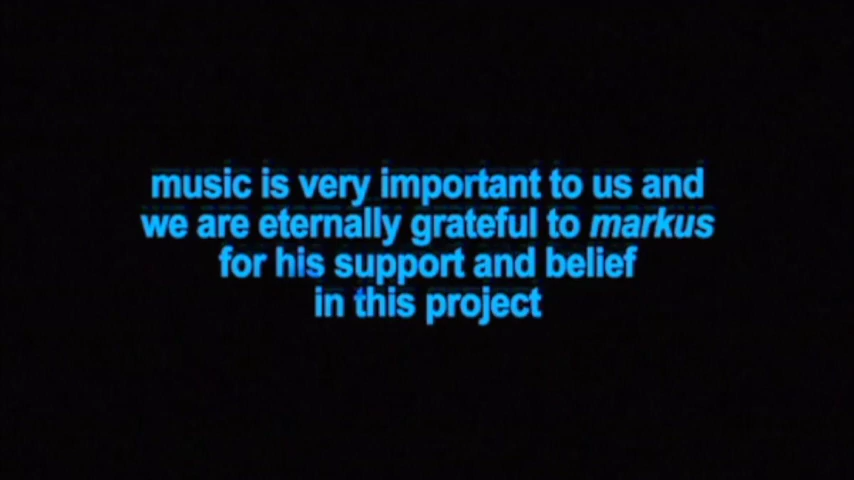 music is very important to us and
we are eternally grateful to markus
for his support and belief
in this project